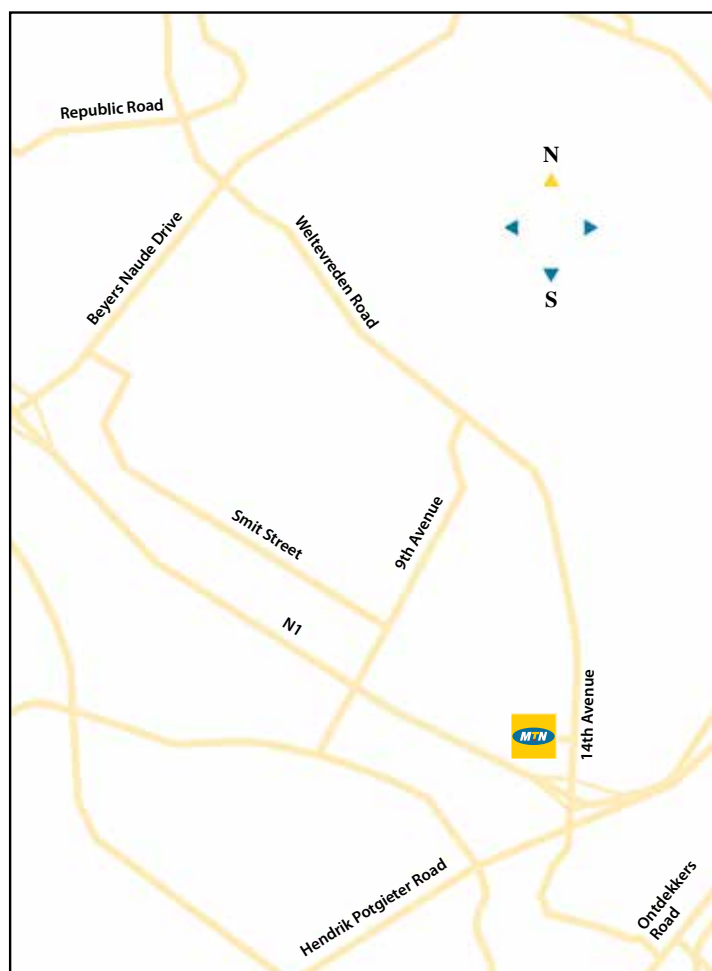 Republic Road
N
S
Beyers Naude Drive
Weltevreden Road
Smit Street
9th Avenue
N1
MTN
14th Avenue
Hendrik Potgieter Road
Ontdekkers
Road